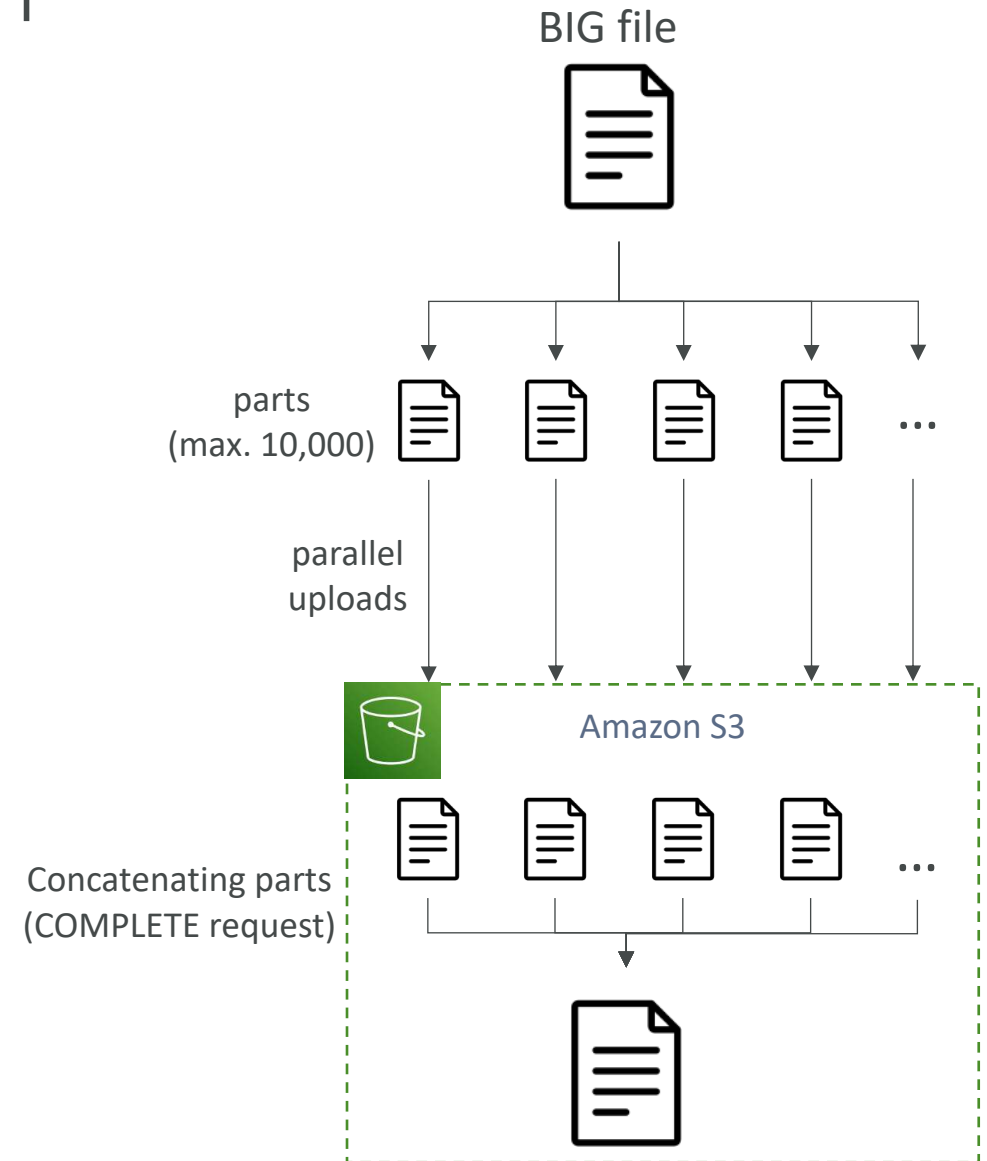 BIG file
parts
(max. 10,000)
...
parallel
uploads
Amazon S3
Concatenating parts
(COMPLETE request)
...